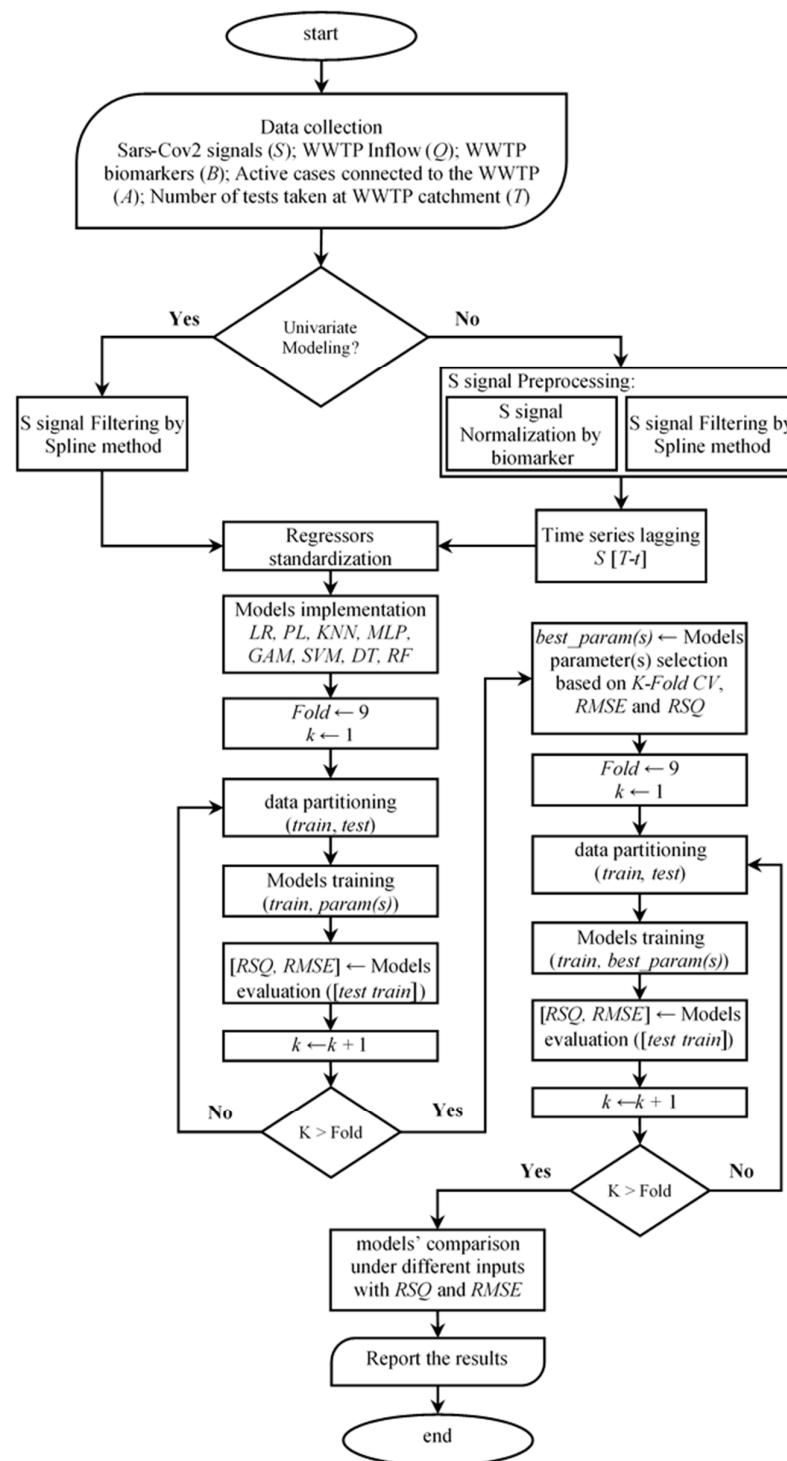 start
Data collection
Sars-Cov2 signals (S); WWTP Inflow (Q); WWTP
biomarkers (B); Active cases connected to the WWTP
(A); Number of tests taken at WWTP catchment (T)
Yes
Univariate
Modeling?
No
S signal Filtering by
Spline method
S signal Preprocessing:
S signal
Normalization by
biomarker
S signal Filtering by
Spline method
Time series lagging
S [T-t]
Regressors
standardization
Models implementation
LR, PL, KNN, MLP,
GAM, SVM, DT, RF
Fold ← 9
k ← 1
data partitioning
(train, test)
Models training
(train, param(s))
[RSQ, RMSE] ← Models
evaluation ([test train])
k ←k + 1
No
K > Fold
Yes
best_param(s) ← Models
parameter(s) selection
based on K-Fold CV,
RMSE and RSQ
Fold ← 9
k ← 1
data partitioning
(train, test)
Models training
(train, best_param(s))
[RSQ, RMSE] ← Models
evaluation ([test train])
k ←k + 1
Yes
K > Fold
No
models’ comparison
under different inputs
with RSQ and RMSE
Report the results
end